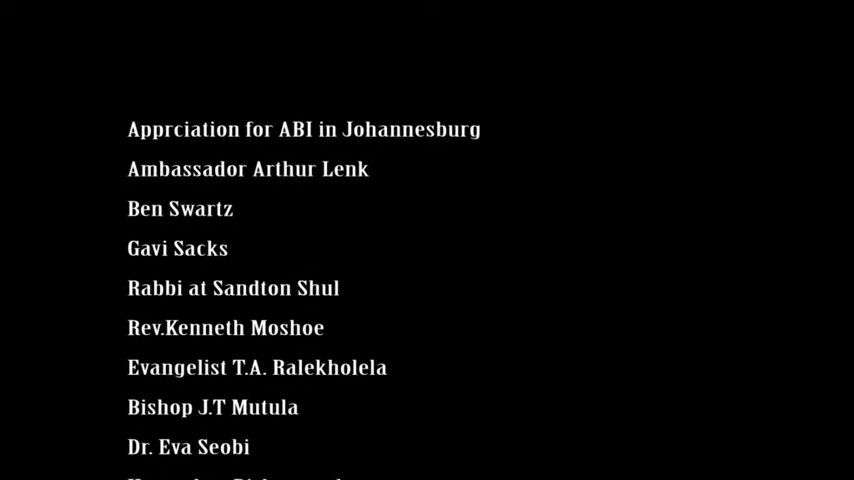 Apprciation for ABI in Johannesburg
Ambassador Arthur Lenk
Ben Swartz
Gavi Sacks
Rabbi at Sandton Shul
Rev.Kenneth Moshoe
Evangelist T.A. Ralekholela
Bishop J.T Mutula
Dr. Eva Seobi